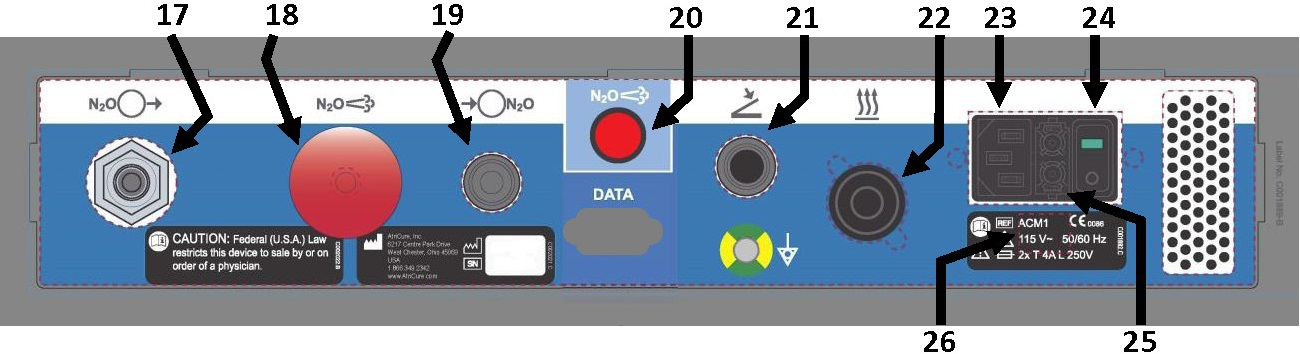 17 18 19 20 21 22 23 24
N₂O N₂O N₂O N₂O
DATA
CAUTION: Federal (U.S.A.) Law
restricts this device to sale by or on
order of a physician.
AtriCure, Inc
6217 Centre Park Drive
West Chester, Ohio 45069
USA
1 866.349.2342
www.AtriCure.com
SN
REF ACM1 CE 0086
115 V~ 50/60 Hz
2x T 4A L 250V
Label No. C001889-B
26 25